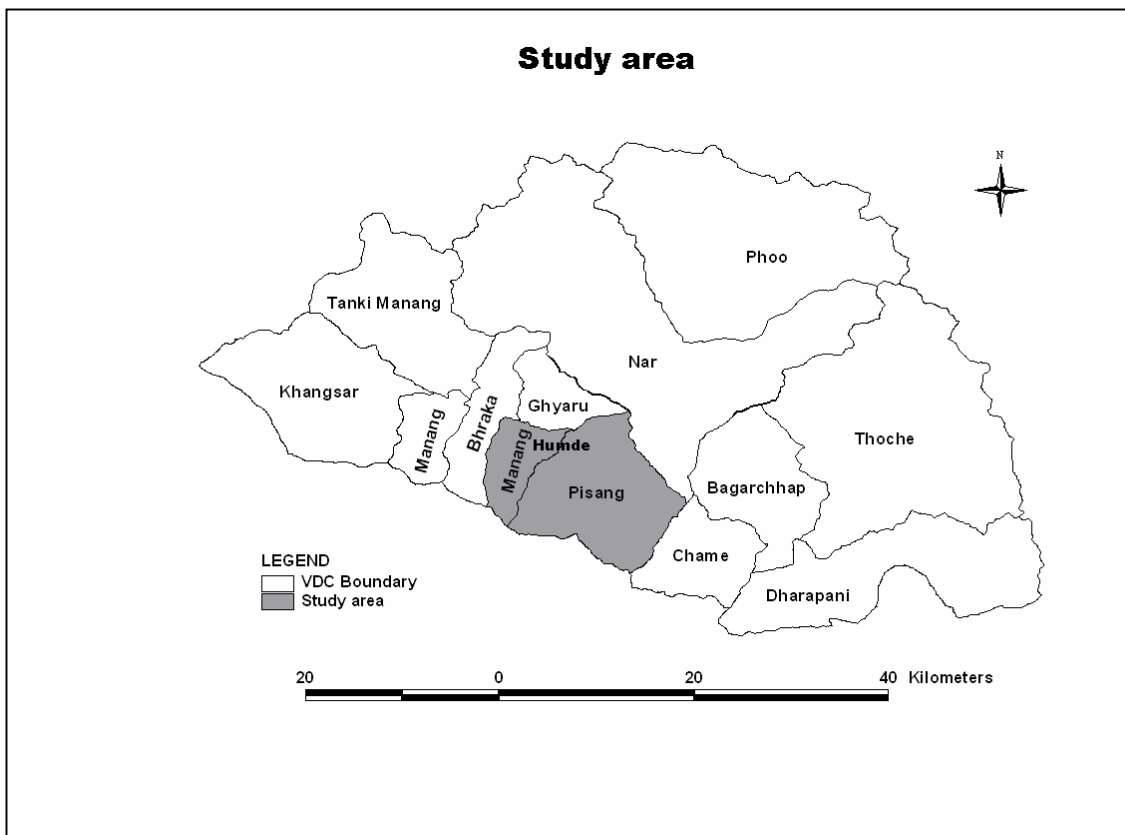 Study area
N
Phoo
Tanki Manang
Nar
Khangsar
Ghyaru
Manang
Bhraka
Thoche
Manang
Humde
Pisang
Bagarchhap
Chame
Dharapani
LEGEND
VDC Boundary
Study area
20 0 20 40 Kilometers